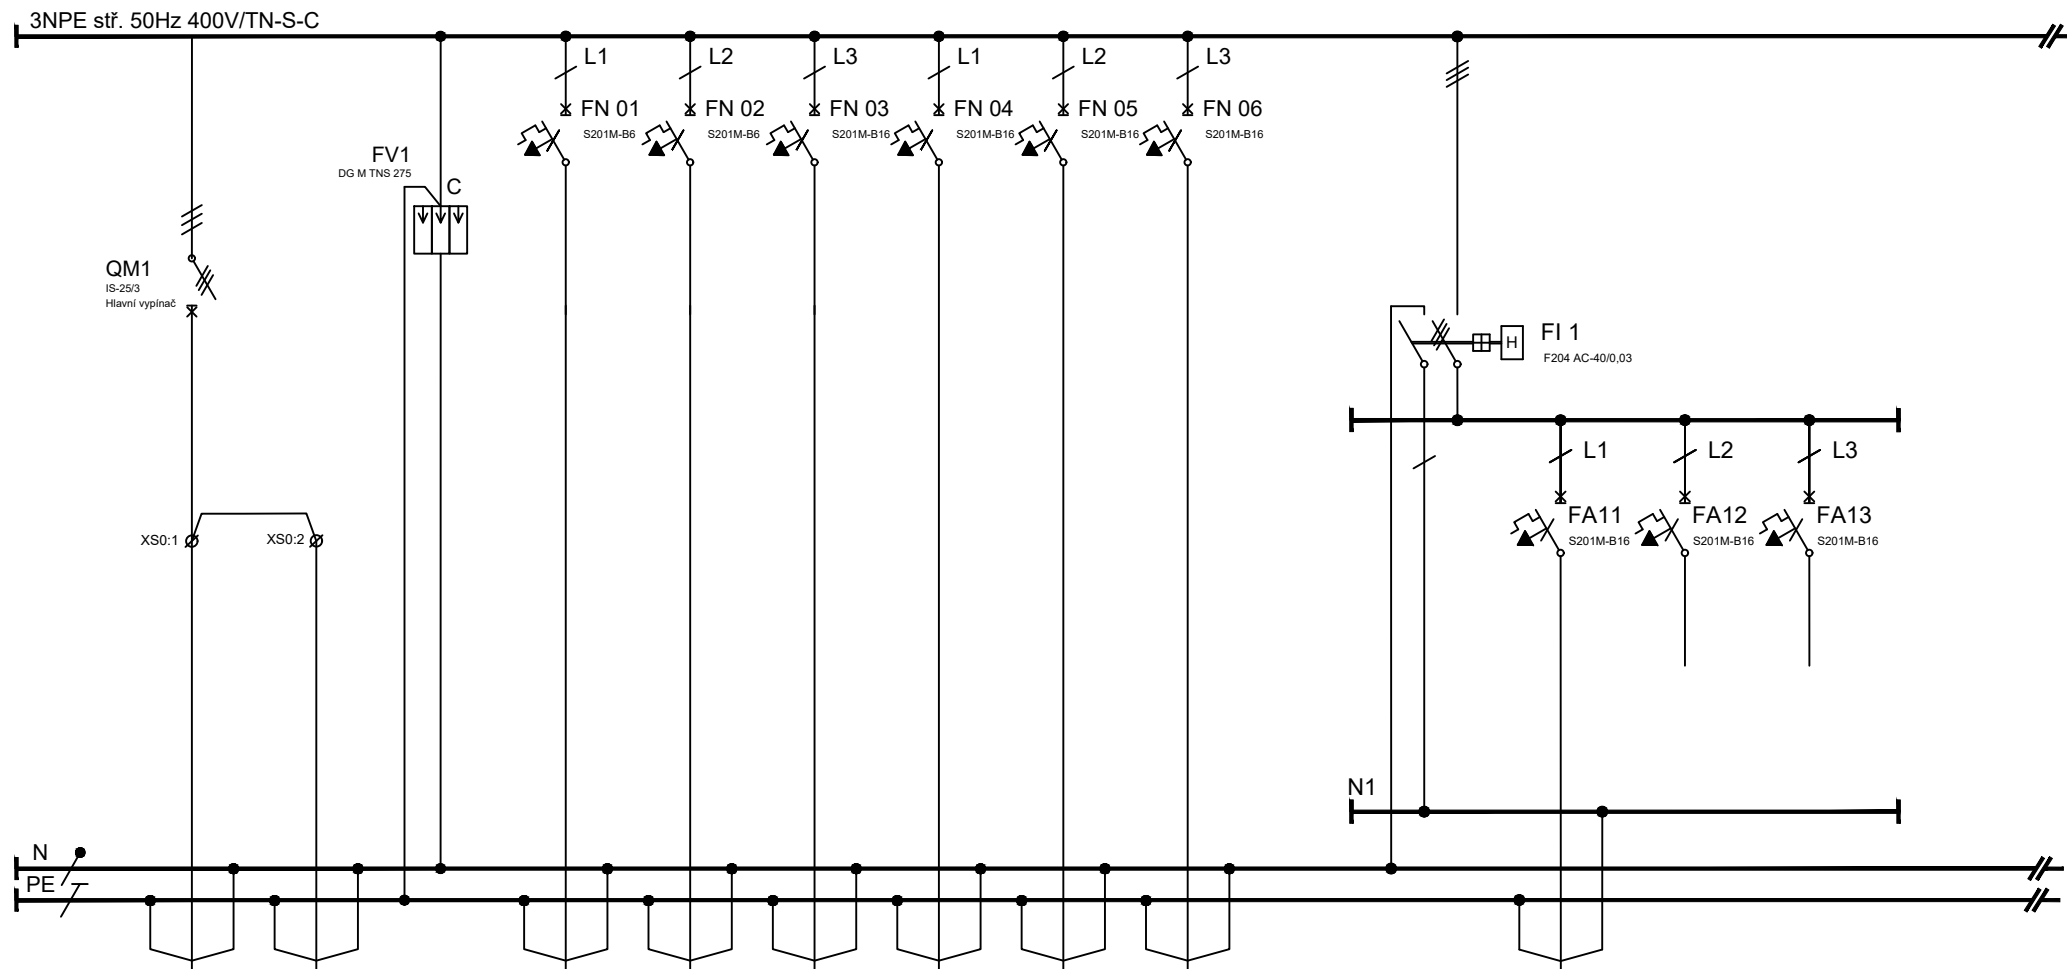 3NPE stř. 50Hz 400V/TN-S-C
L1
L2
L3
L1
L2
L3
FN 01
S201M-B6
FN 02
S201M-B6
FN 03
S201M-B16
FN 04
S201M-B16
FN 05
S201M-B16
FN 06
S201M-B16
FV1
DG M TNS 275
C
QM1
IS-25/3
Hlavní vypínač
H
FI 1
F204 AC-40/0,03
L1
L2
L3
FA11
S201M-B16
FA12
S201M-B16
FA13
S201M-B16
XS0:1
XS0:2
N1
N
PE